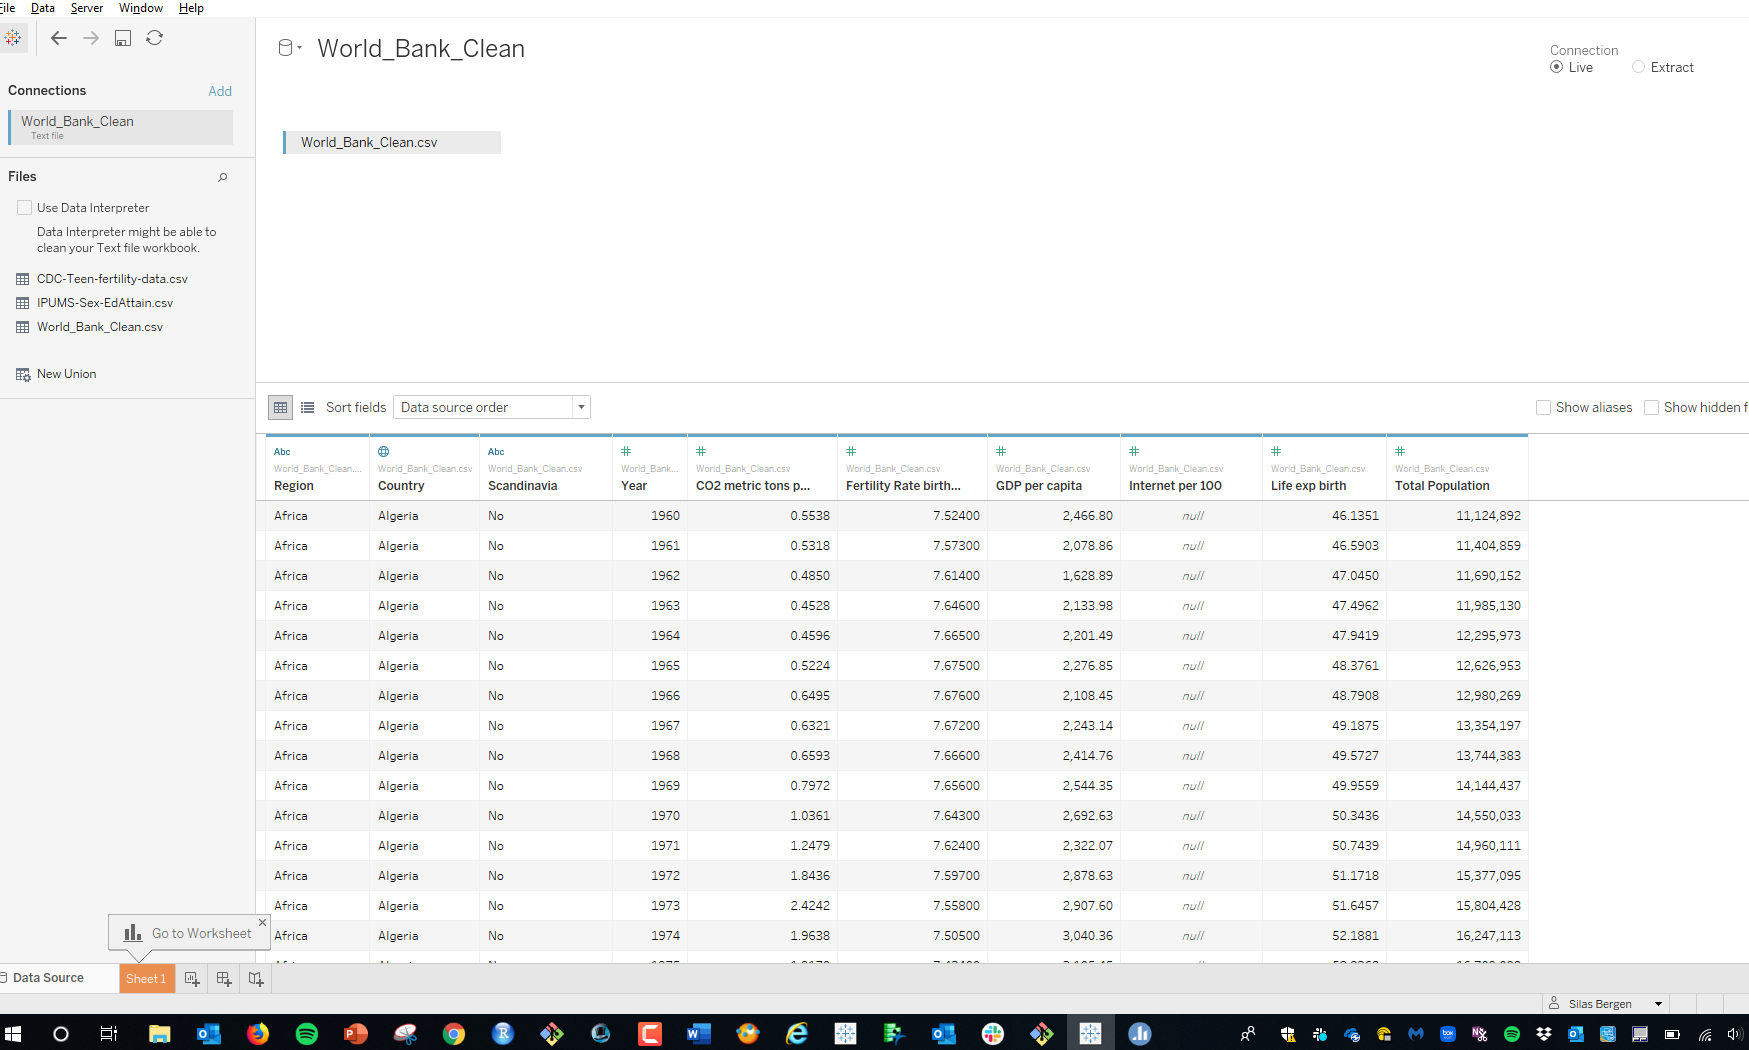 File Data Server Window Help
World_Bank_Clean
Connection
Live Extract
Connections Add
World_Bank_Clean
Text file
World_Bank_Clean.csv
Files
Use Data Interpreter
Data Interpreter might be able to
clean your Text file workbook.
CDC-Teen-fertility-data.csv
IPUMS-Sex-EdAttain.csv
World_Bank_Clean.csv
New Union
Sort fields Data source order Show aliases Show hidden f
Abc # Abc # # # # # # #
World_Bank_Clean.... World_Bank_Clean.csv World_Bank_Clean.csv World_Bank... World_Bank_Clean.csv World_Bank_Clean.csv World_Bank_Clean.csv World_Bank_Clean.csv World_Bank_Clean.csv World_Bank_Clean.csv
Region Country Scandinavia Year CO2 metric tons p... Fertility Rate birth... GDP per capita Internet per 100 Life exp birth Total Population
Africa Algeria No 1960 0.5538 7.52400 2,466.80 null 46.1351 11,124,892
Africa Algeria No 1961 0.5318 7.57300 2,078.86 null 46.5903 11,404,859
Africa Algeria No 1962 0.4850 7.61400 1,628.89 null 47.0450 11,690,152
Africa Algeria No 1963 0.4528 7.64600 2,133.98 null 47.4962 11,985,130
Africa Algeria No 1964 0.4596 7.66500 2,201.49 null 47.9419 12,295,973
Africa Algeria No 1965 0.5224 7.67500 2,276.85 null 48.3761 12,626,953
Africa Algeria No 1966 0.6495 7.67600 2,108.45 null 48.7908 12,980,269
Africa Algeria No 1967 0.6321 7.67200 2,243.14 null 49.1875 13,354,197
Africa Algeria No 1968 0.6593 7.66600 2,414.76 null 49.5727 13,744,383
Africa Algeria No 1969 0.7972 7.65600 2,544.35 null 49.9559 14,144,437
Africa Algeria No 1970 1.0361 7.64300 2,692.63 null 50.3436 14,550,033
Africa Algeria No 1971 1.2479 7.62400 2,322.07 null 50.7439 14,960,111
Africa Algeria No 1972 1.8436 7.59700 2,878.63 null 51.1718 15,377,095
Africa Algeria No 1973 2.4242 7.55800 2,907.60 null 51.6457 15,804,428
Africa Algeria No 1974 1.9638 7.50500 3,040.36 null 52.1881 16,247,113
Go to Worksheet
Data Source Sheet 1
Silas Bergen